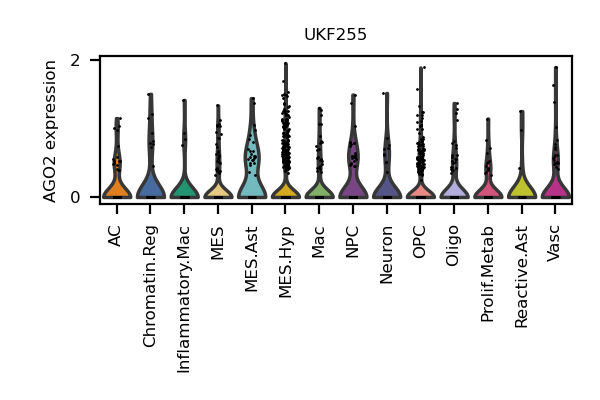 UKF255
AGO2 expression
2
0
AC
Chromatin.Reg
Inflammatory.Mac
MES
MES.Ast
MES.Hyp
Mac
NPC
Neuron
OPC
Oligo
Prolif.Metab
Reactive.Ast
Vasc